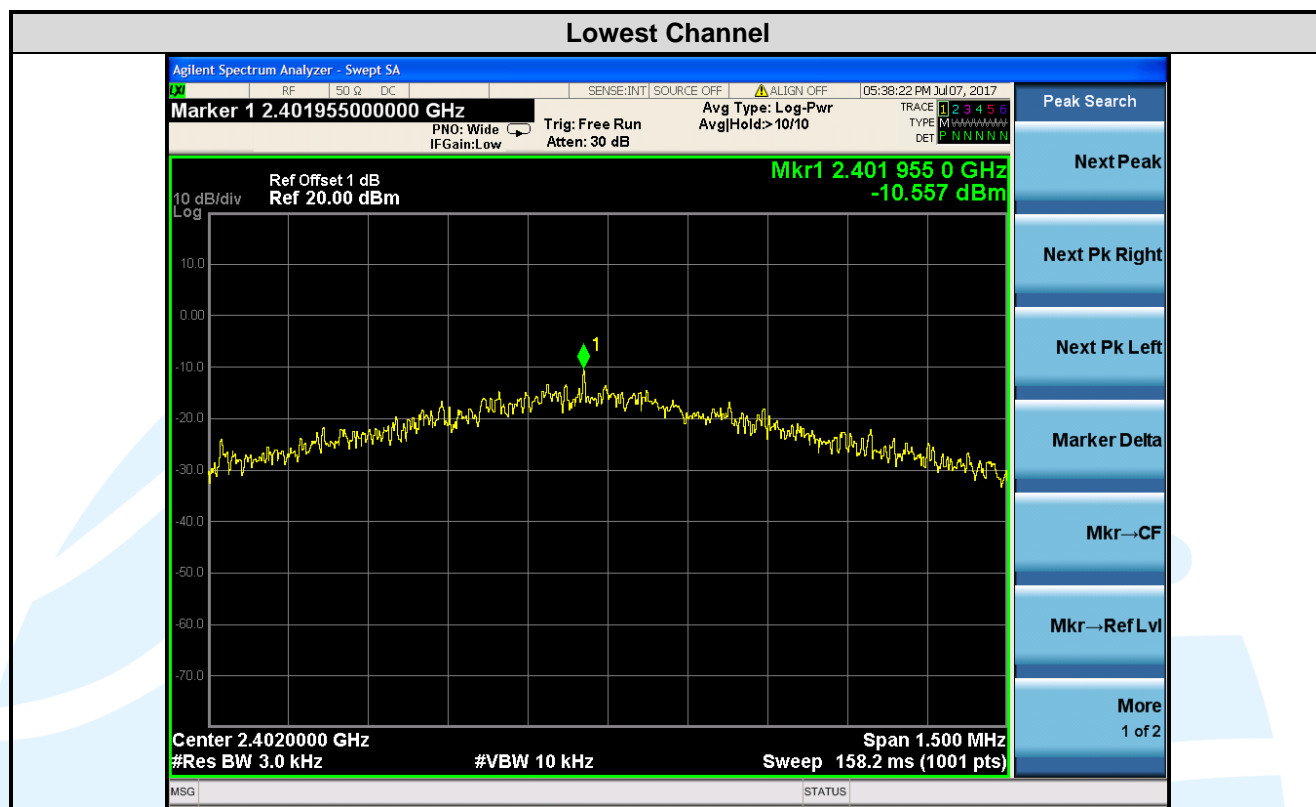 Lowest Channel
Agilent Spectrum Analyzer - Swept SA
LXI RF 50 Ω DC SENSE:INT SOURCE OFF ALIGN OFF 05:38:22 PM Jul 07, 2017
Marker 1 2.401955000000 GHz
PNO: Wide
IFGain:Low
Trig: Free Run
Atten: 30 dB
Avg Type: Log-Pwr
Avg|Hold:>10/10
TRACE 1 2 3 4 5 6
TYPE M WWWWW
DET P N N N N N
Mkr1 2.401 955 0 GHz
-10.557 dBm
Ref Offset 1 dB
10 dB/div Ref 20.00 dBm
Log
10.0
0.00
-10.0
-20.0
-30.0
-40.0
-50.0
-60.0
-70.0
1
Center 2.4020000 GHz Span 1.500 MHz
#Res BW 3.0 kHz #VBW 10 kHz Sweep 158.2 ms (1001 pts)
MSG STATUS
Peak Search
Next Peak
Next Pk Right
Next Pk Left
Marker Delta
Mkr→CF
Mkr→Ref Lvl
More
1 of 2